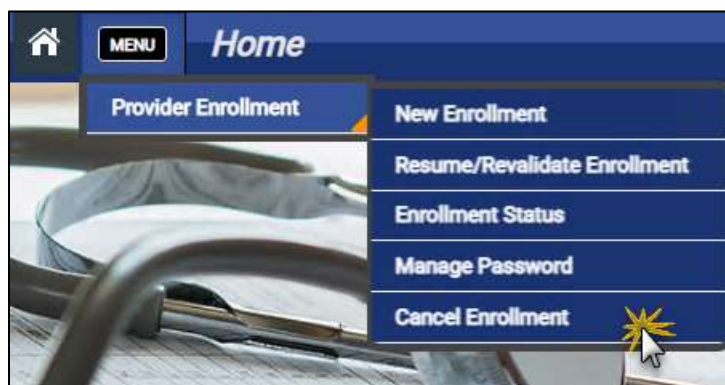 MENU
Home
Provider Enrollment
New Enrollment
Resume/Revalidate Enrollment
Enrollment Status
Manage Password
Cancel Enrollment